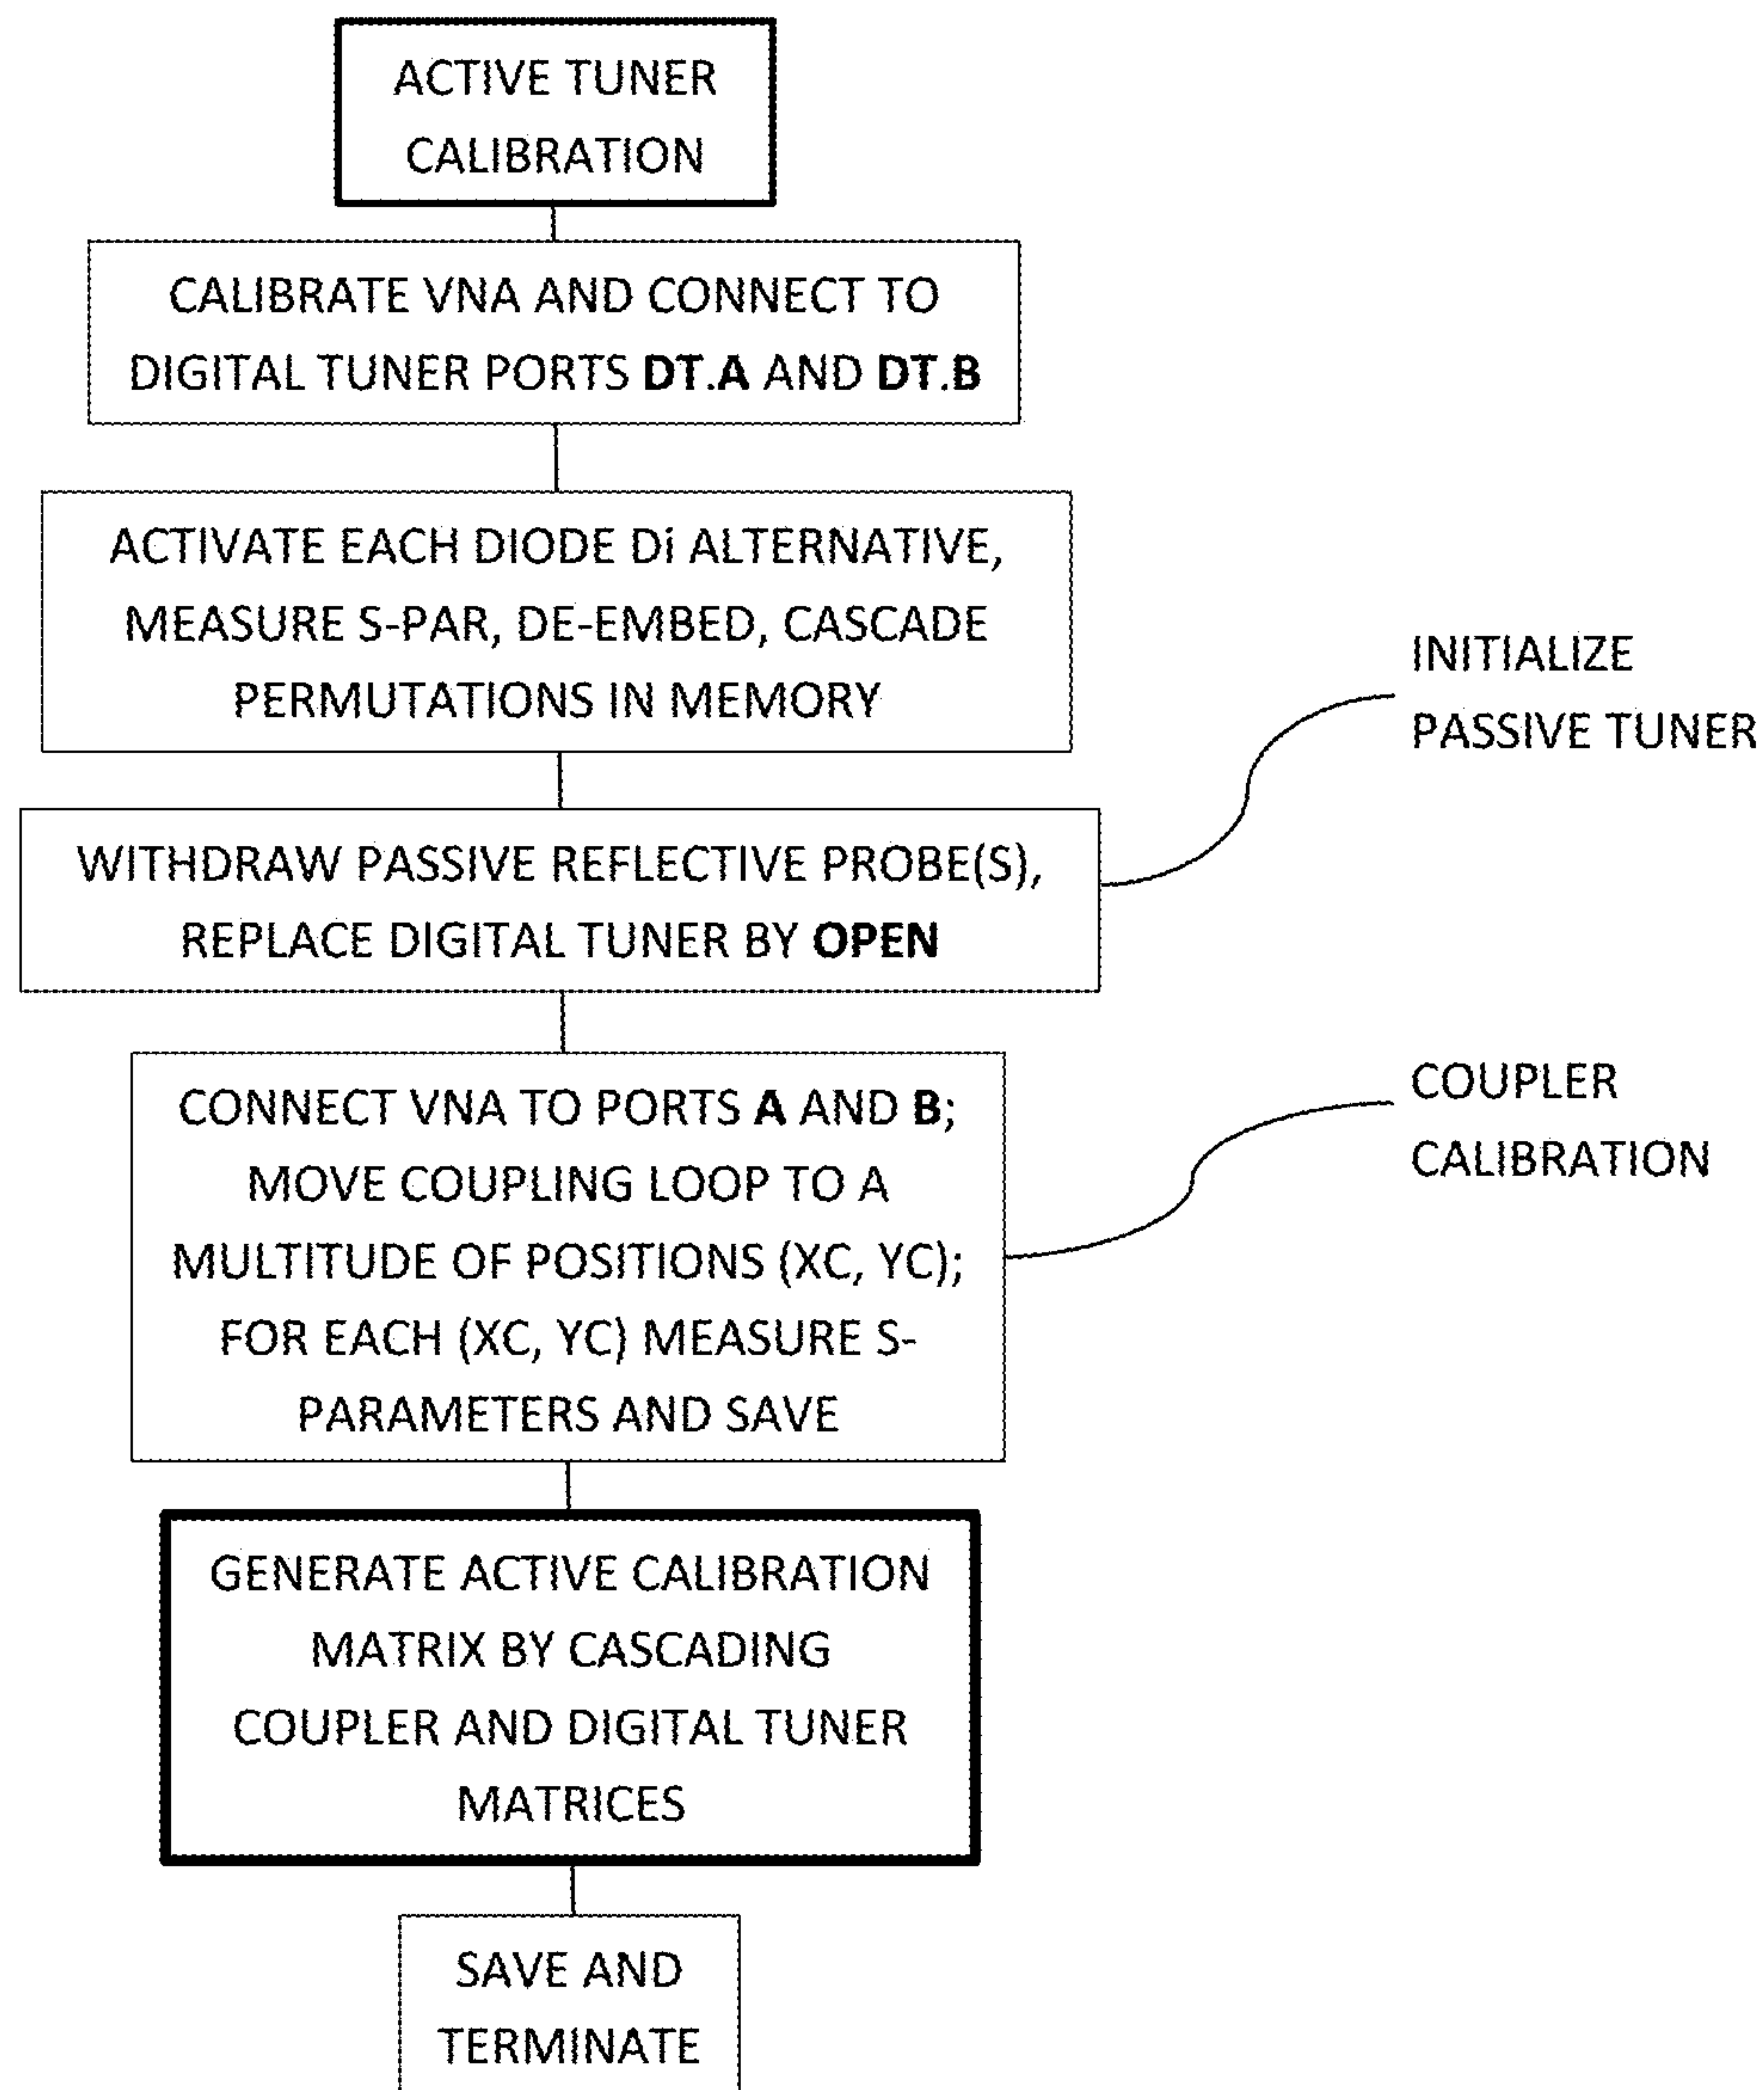 ACTIVE TUNER
CALIBRATION
CALIBRATE VNA AND CONNECT TO
DIGITAL TUNER PORTS DT.A AND DT.B
ACTIVATE EACH DIODE Di ALTERNATIVE,
MEASURE S-PAR, DE-EMBED, CASCADE
PERMUTATIONS IN MEMORY
INITIALIZE
PASSIVE TUNER
WITHDRAW PASSIVE REFLECTIVE PROBE(S),
REPLACE DIGITAL TUNER BY OPEN
CONNECT VNA TO PORTS A AND B;
MOVE COUPLING LOOP TO A
MULTITUDE OF POSITIONS (XC, YC);
FOR EACH (XC, YC) MEASURE S-
PARAMETERS AND SAVE
COUPLER
CALIBRATION
GENERATE ACTIVE CALIBRATION
MATRIX BY CASCADING
COUPLER AND DIGITAL TUNER
MATRICES
SAVE AND
TERMINATE